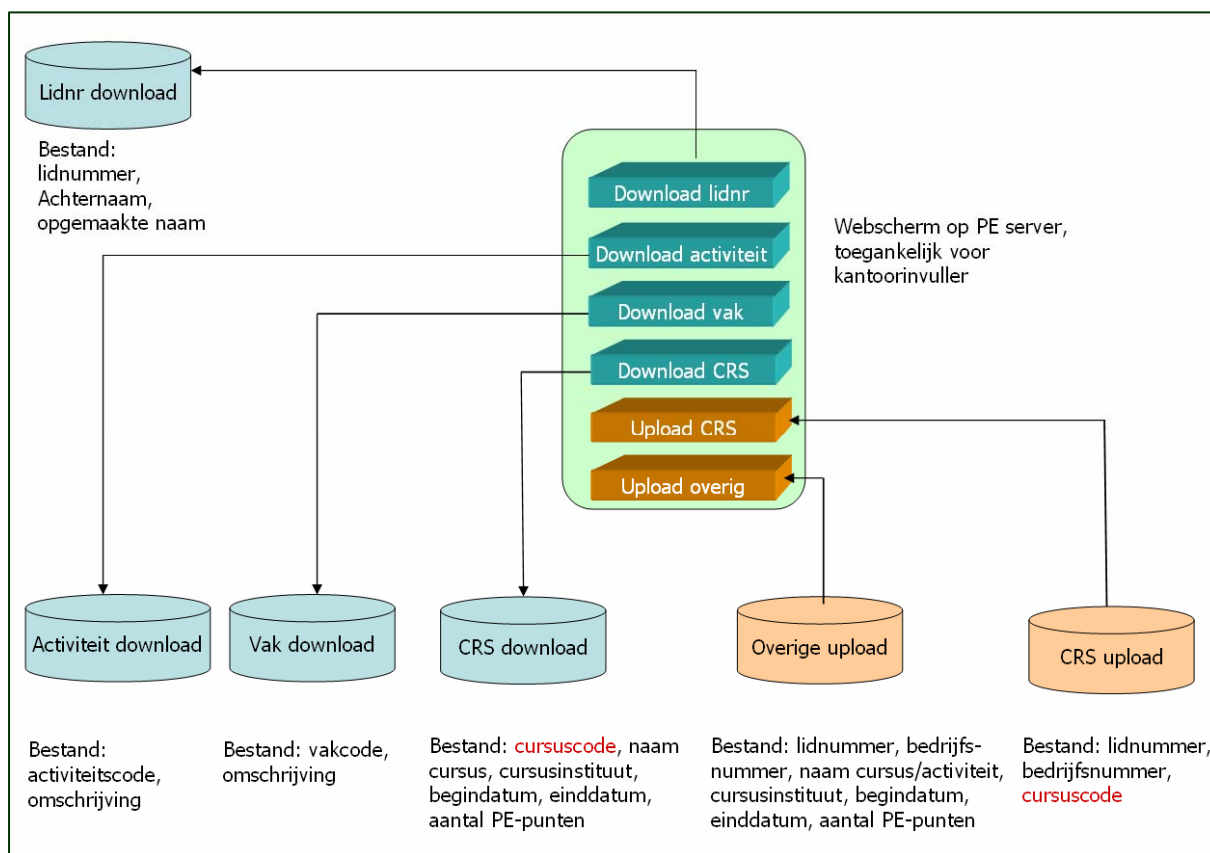 Lidnr download
Bestand:
lidnummer,
Achternaam,
opgemaakte naam
Download lidnr
Download activiteit
Download vak
Download CRS
Upload CRS
Upload overig
Webscherm op PE server,
toegankelijk voor
kantoorinvuller
Activiteit download
Vak download
CRS download
Overige upload
CRS upload
Bestand:
activiteitscode,
omschrijving
Bestand: vakcode,
omschrijving
Bestand: cursuscode, naam
cursus, cursusinstituut,
begindatum, einddatum,
aantal PE-punten
Bestand: lidnummer, bedrijfs-
nummer, naam cursus/activiteit,
cursusinstituut, begindatum,
einddatum, aantal PE-punten
Bestand: lidnummer,
bedrijfsnummer,
cursuscode